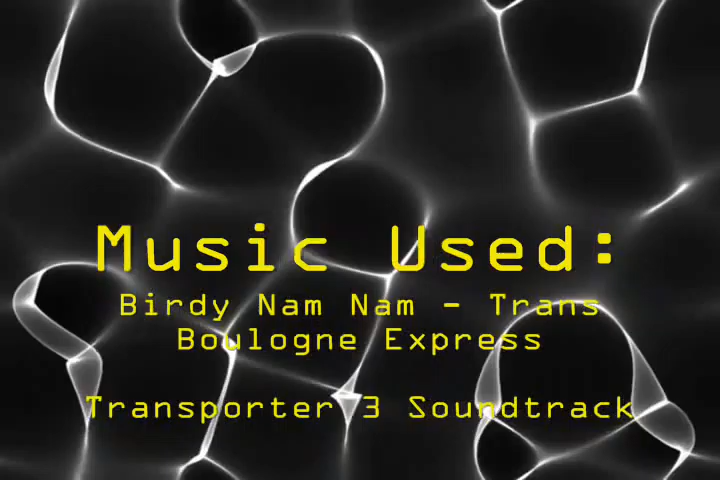 Music Used:
Birdy Nam Nam - Trans
Boulogne Express
Transporter 3 Soundtrack